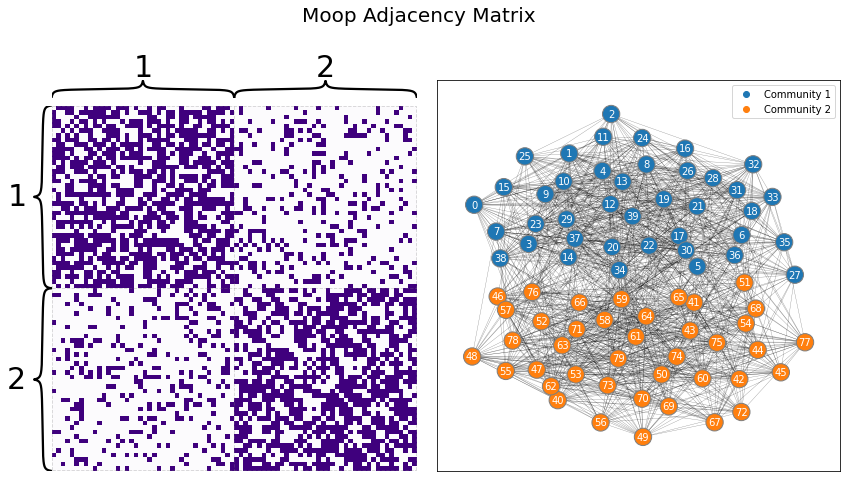 Moop Adjacency Matrix
1 2
1
2
Community 1
Community 2
2
11 24
1 16
25 8 32
4 26
10 13 28
15 9 31
33
0 12 19 21 18
39
23 29
7 37 17 6
3 20 22 30 35
14 36
38 34 5
27
51
46 76 59 65
66 41
57 64 68
52 58 54
71 43
78 61
63 75 77
44
48 79 74
55 47 53 50 45
60 42
62 73
40 70 69
72
56 67
49